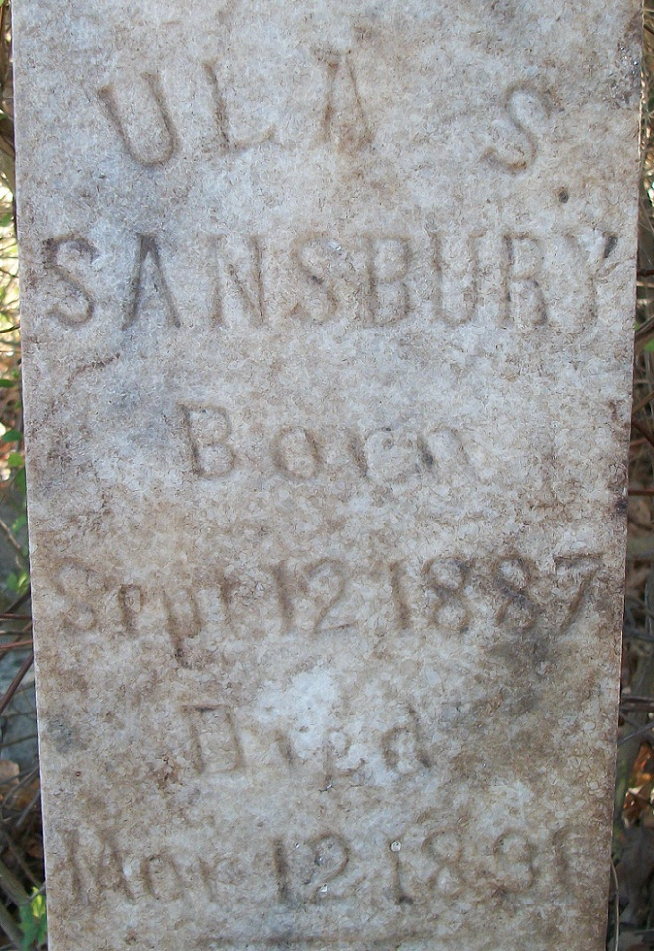 ULA S.
SANSBURY
Born
Sept 12 1887
Died
Mar 12